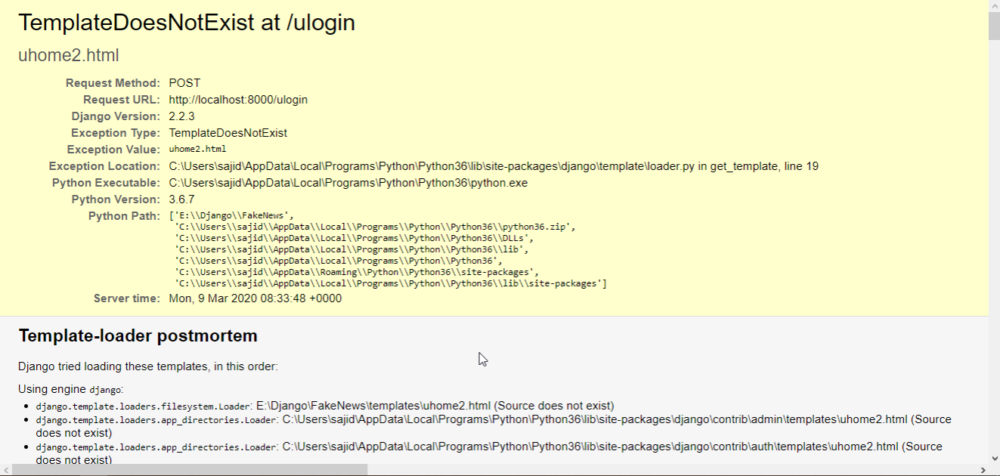 TemplateDoesNotExist at /ulogin
uhome2.html
Request Method: POST
Request URL: http://localhost:8000/ulogin
Django Version: 2.2.3
Exception Type: TemplateDoesNotExist
Exception Value: uhome2.html
Exception Location: C:\Users\sajid\AppData\Local\Programs\Python\Python36\lib\site-packages\django\template\loader.py in get_template, line 19
Python Executable: C:\Users\sajid\AppData\Local\Programs\Python\Python36\python.exe
Python Version: 3.6.7
Python Path: ['E:\\Django\\FakeNews',
'C:\\Users\\sajid\\AppData\\Local\\Programs\\Python\\Python36\\python36.zip',
'C:\\Users\\sajid\\AppData\\Local\\Programs\\Python\\Python36\\DLLs',
'C:\\Users\\sajid\\AppData\\Local\\Programs\\Python\\Python36\\lib',
'C:\\Users\\sajid\\AppData\\Local\\Programs\\Python\\Python36',
'C:\\Users\\sajid\\AppData\\Roaming\\Python\\Python36\\site-packages',
'C:\\Users\\sajid\\AppData\\Local\\Programs\\Python\\Python36\\lib\\site-packages']
Server time: Mon, 9 Mar 2020 08:33:48 +0000
Template-loader postmortem
Django tried loading these templates, in this order:
Using engine django:
• django.template.loaders.filesystem.Loader: E:\Django\FakeNews\templates\uhome2.html (Source does not exist)
• django.template.loaders.app_directories.Loader: C:\Users\sajid\AppData\Local\Programs\Python\Python36\lib\site-packages\django\contrib\admin\templates\uhome2.html (Source
does not exist)
• django.template.loaders.app_directories.Loader: C:\Users\sajid\AppData\Local\Programs\Python\Python36\lib\site-packages\django\contrib\auth\templates\uhome2.html (Source
does not exist)